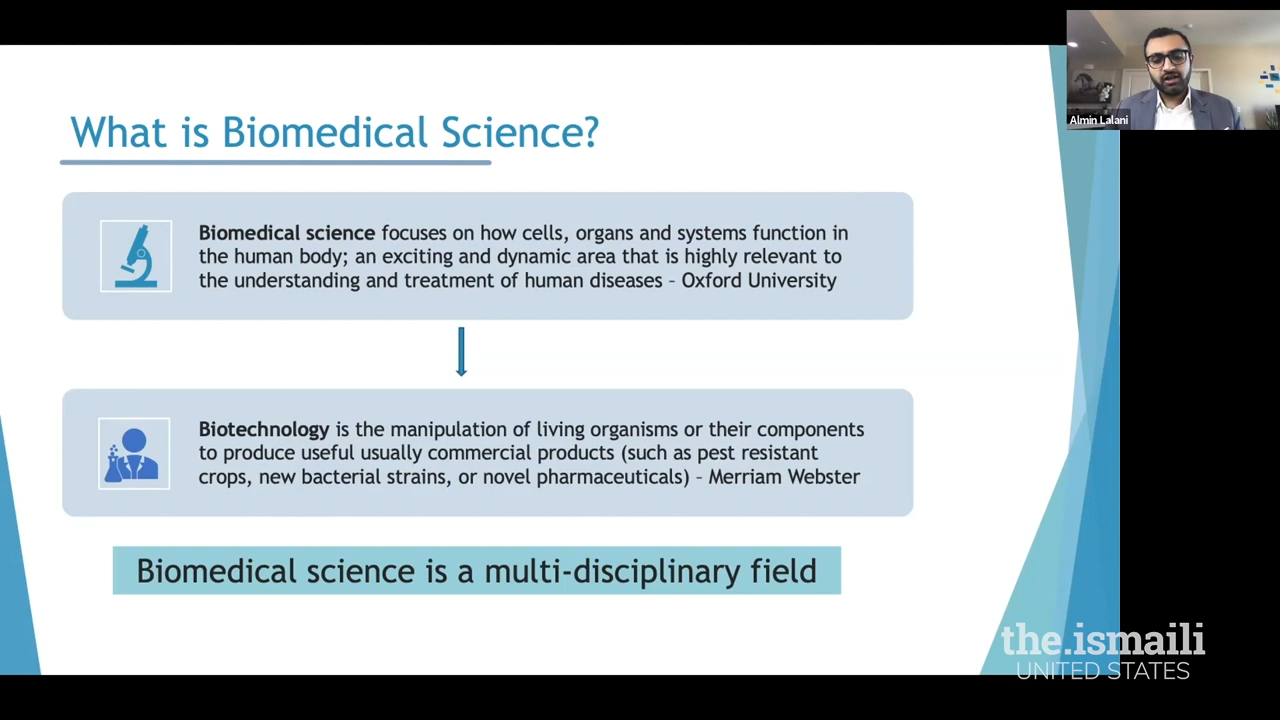 What is Biomedical Science?
Biomedical science focuses on how cells, organs and systems function in
the human body; an exciting and dynamic area that is highly relevant to
the understanding and treatment of human diseases – Oxford University
Biotechnology is the manipulation of living organisms or their components
to produce useful usually commercial products (such as pest resistant
crops, new bacterial strains, or novel pharmaceuticals) – Merriam Webster
Biomedical science is a multi-disciplinary field
Almin Lalani
the.ismaili
UNITED STATES